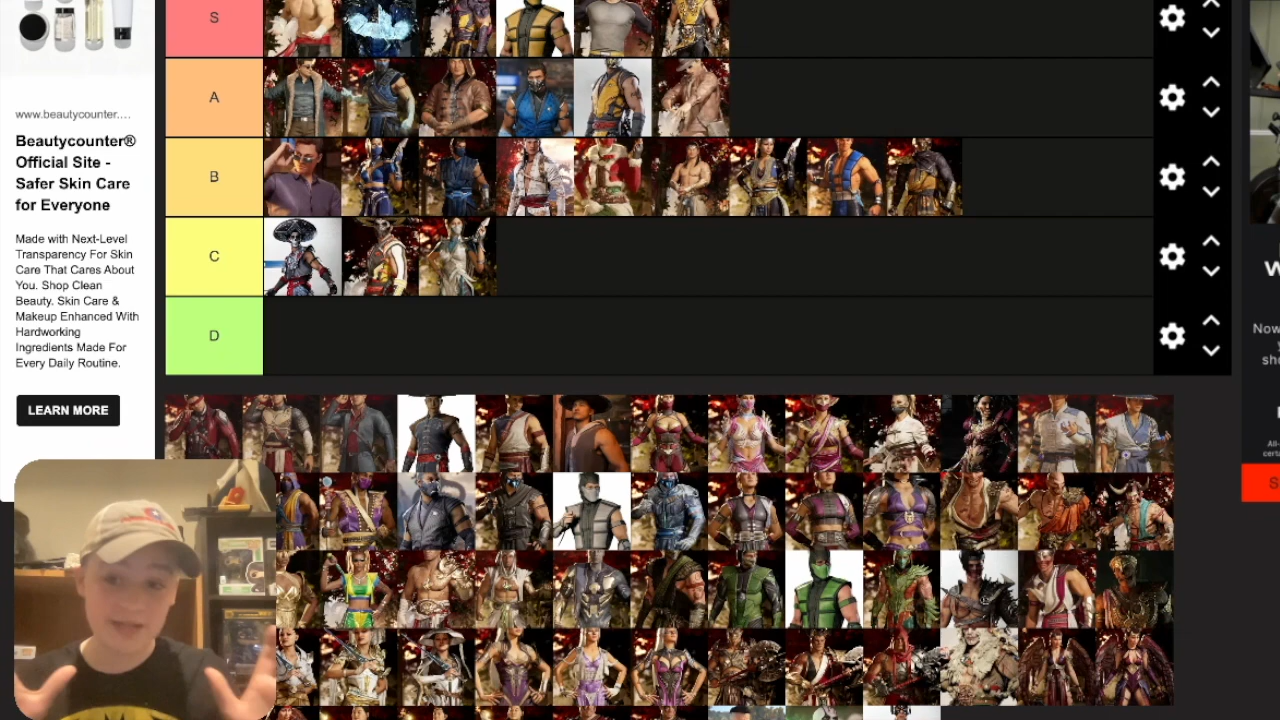 S
A
B
C
D
www.beautycounter....
Beautycounter®
Official Site -
Safer Skin Care
for Everyone
Made with Next-Level
Transparency For Skin
Care That Cares About
You. Shop Clean
Beauty. Skin Care &
Makeup Enhanced With
Hardworking
Ingredients Made For
Every Daily Routine.
LEARN MORE
Now